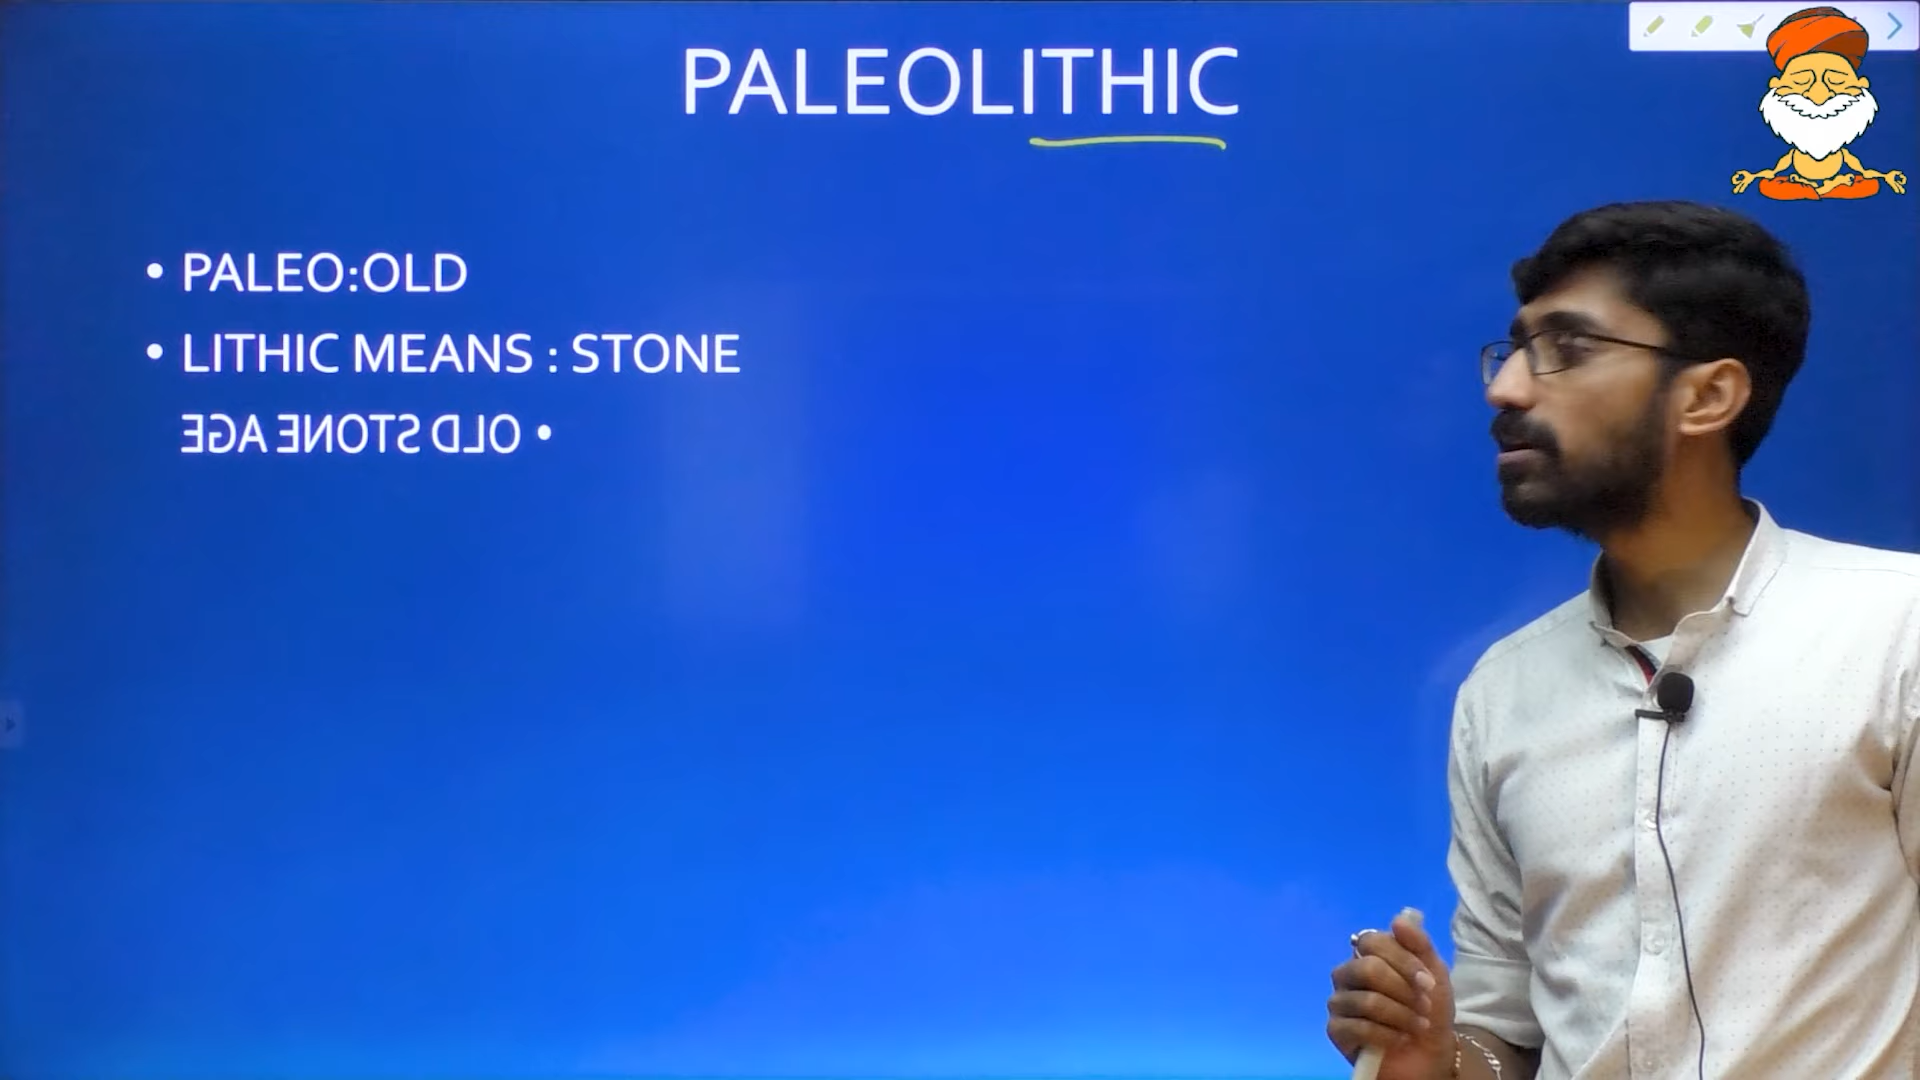 PALEOLITHIC
• PALEO:OLD
• LITHIC MEANS : STONE
• OLD STONE AGE